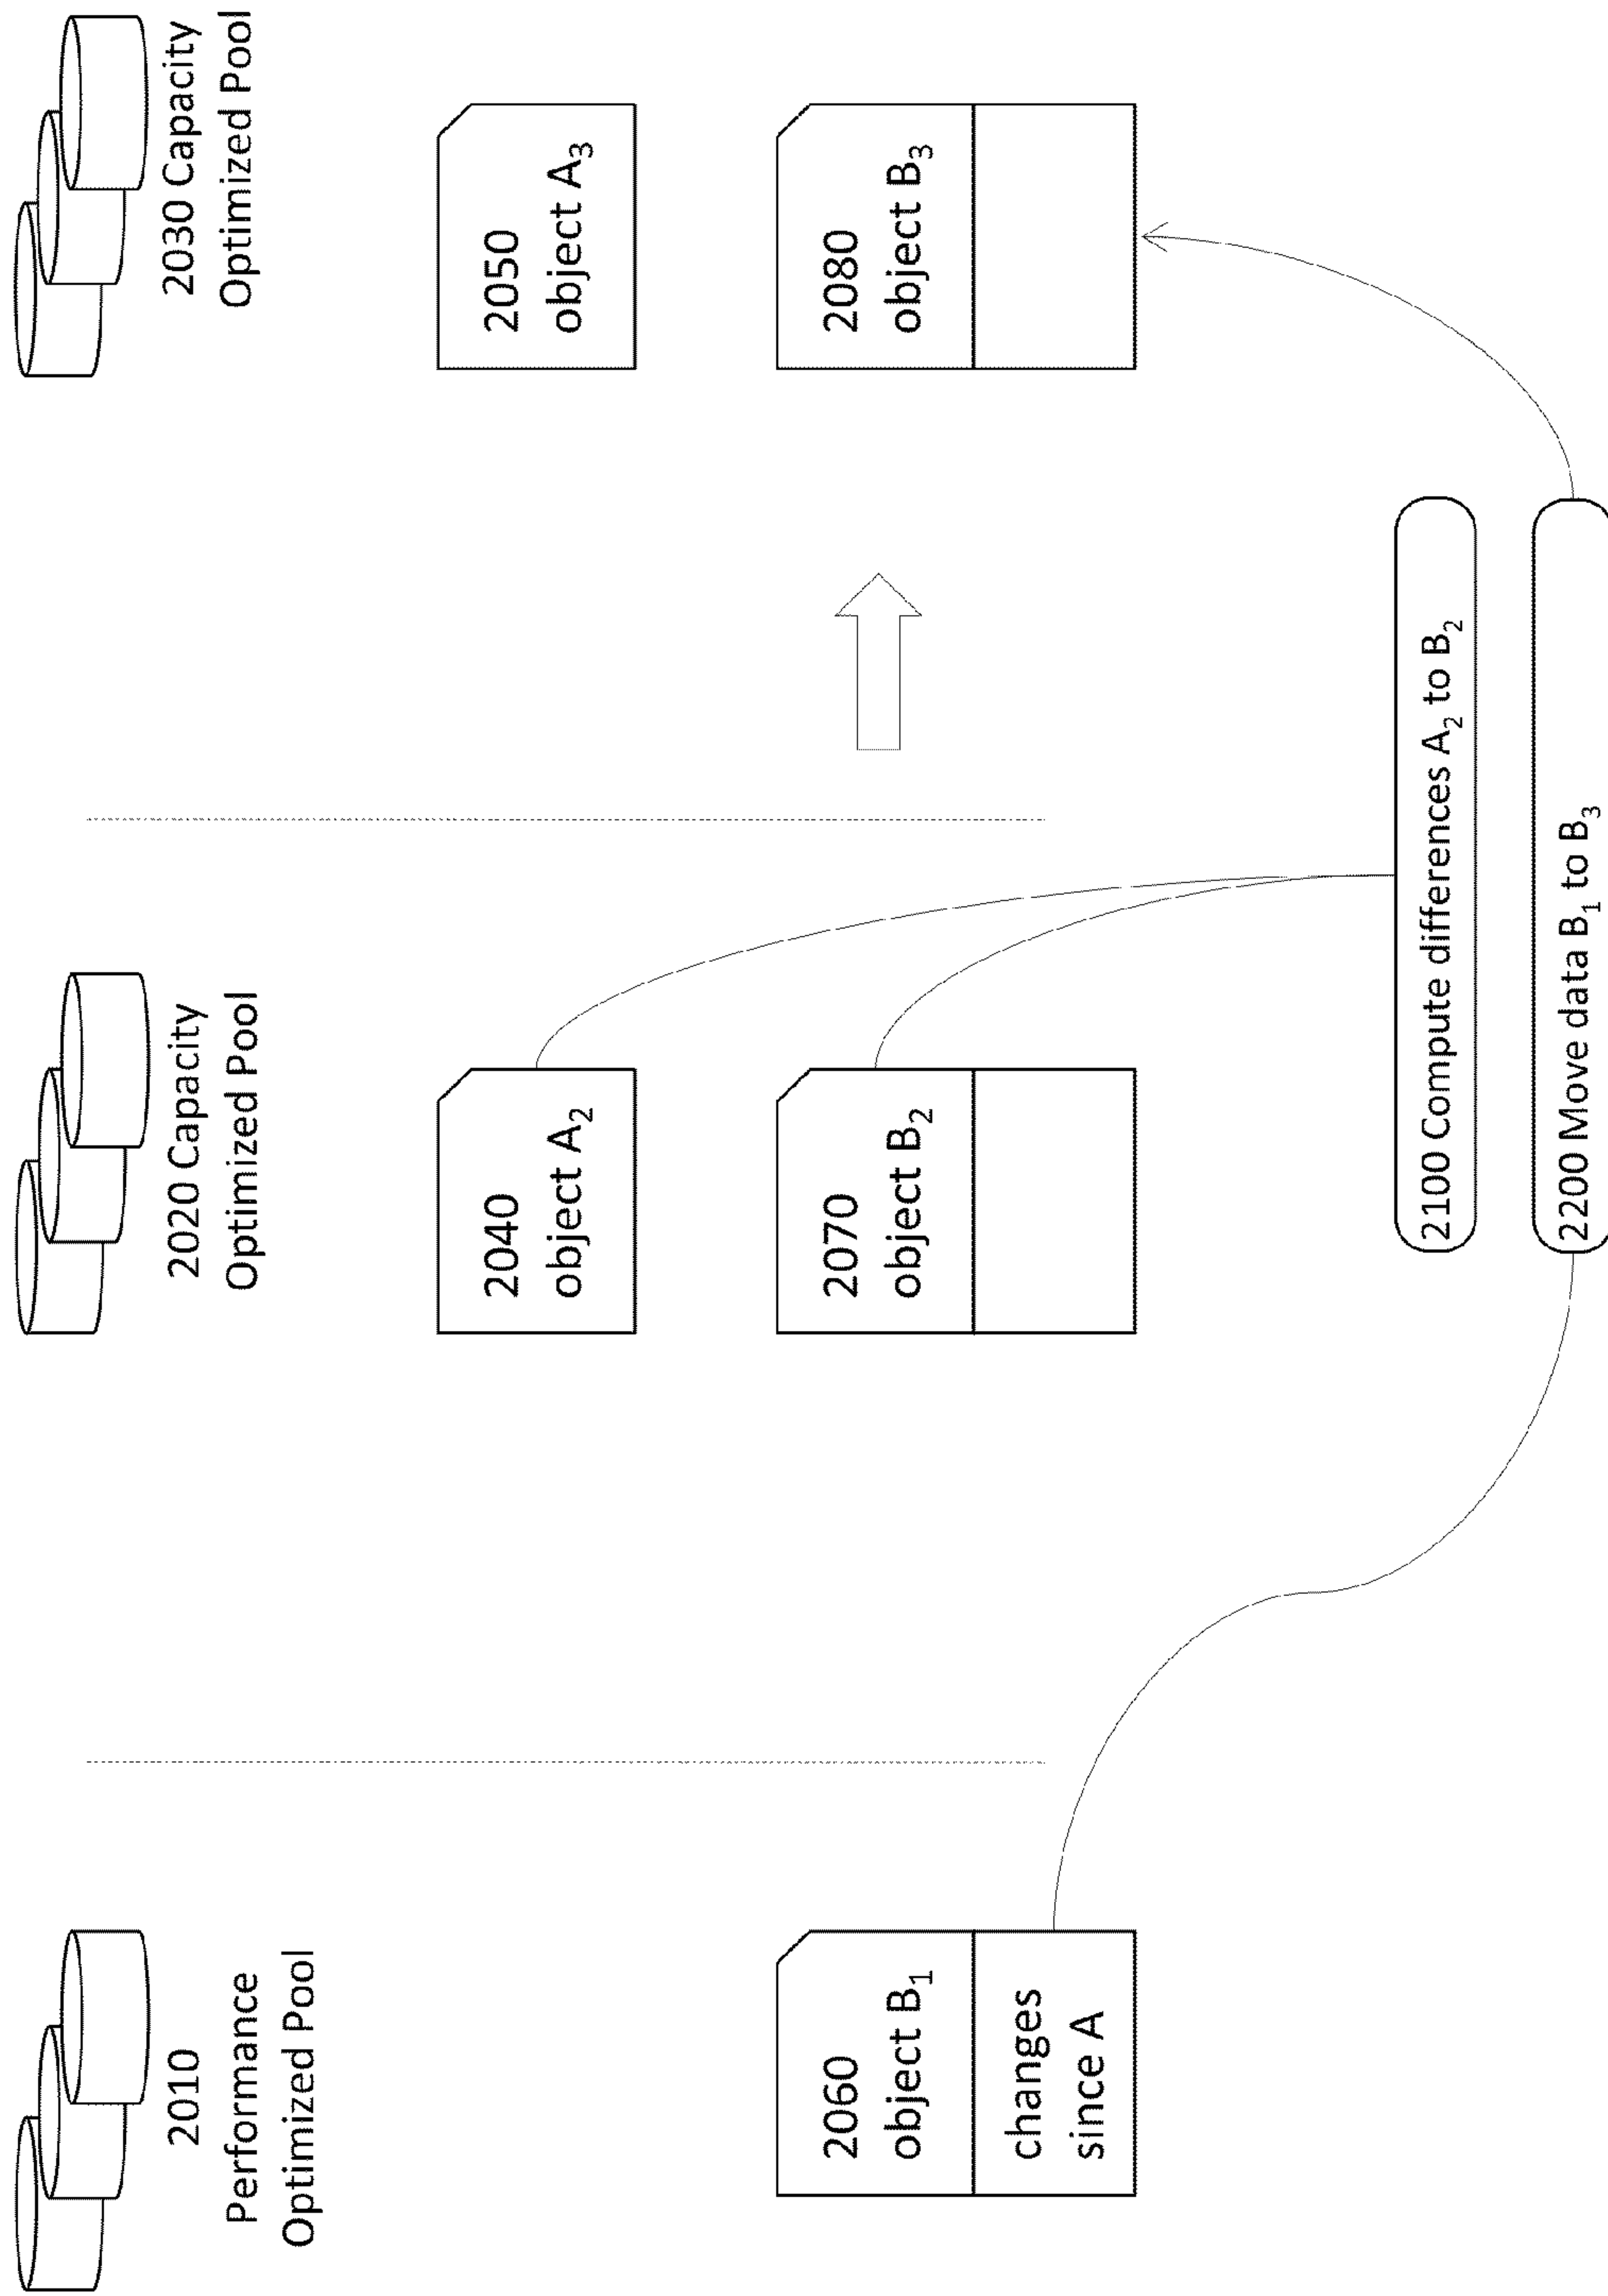 2010
Performance
Optimized Pool
2020 Capacity
Optimized Pool
2030 Capacity
Optimized Pool
2040
object A₂
2050
object A₃
2060
object B₁
changes
since A
2070
object B₂
2080
object B₃
2100 Compute differences A₂ to B₂
2200 Move data B₁ to B₃